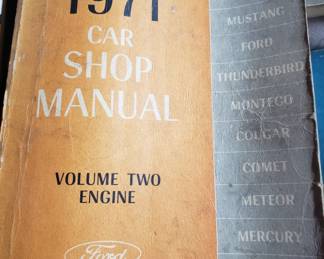 1971
CAR
SHOP
MANUAL
VOLUME TWO
ENGINE
Ford
MUSTANG
FORD
THUNDERBIRD
MONTEGO
COUGAR
COMET
METEOR
MERCURY